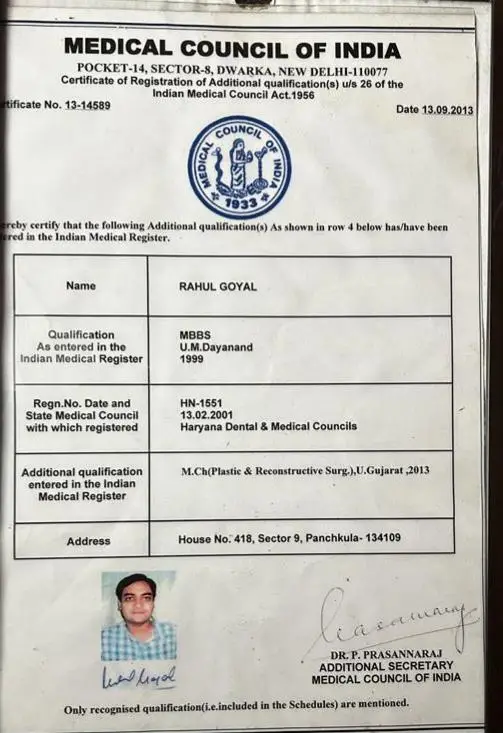 MEDICAL COUNCIL OF INDIA
POCKET-14, SECTOR-8, DWARKA, NEW DELHI-110077
Certificate of Registration of Additional qualification(s) u/s 26 of the
Indian Medical Council Act.1956
tificate No. 13-14589
Date 13.09.2013
MEDICAL COUNCIL OF INDIA
1933
reby certify that the following Additional qualification(s) As shown in row 4 below has/have been
ered in the Indian Medical Register.
Name
RAHUL GOYAL
Qualification
As entered in the
Indian Medical Register
MBBS
U.M.Dayanand
1999
Regn.No. Date and
State Medical Council
with which registered
HN-1551
13.02.2001
Haryana Dental & Medical Councils
Additional qualification
entered in the Indian
Medical Register
M.Ch(Plastic & Reconstructive Surg.),U.Gujarat ,2013
Address
House No. 418, Sector 9, Panchkula- 134109
DR. P. PRASANNARAJ
ADDITIONAL SECRETARY
MEDICAL COUNCIL OF INDIA
Only recognised qualification(i.e.included in the Schedules) are mentioned.